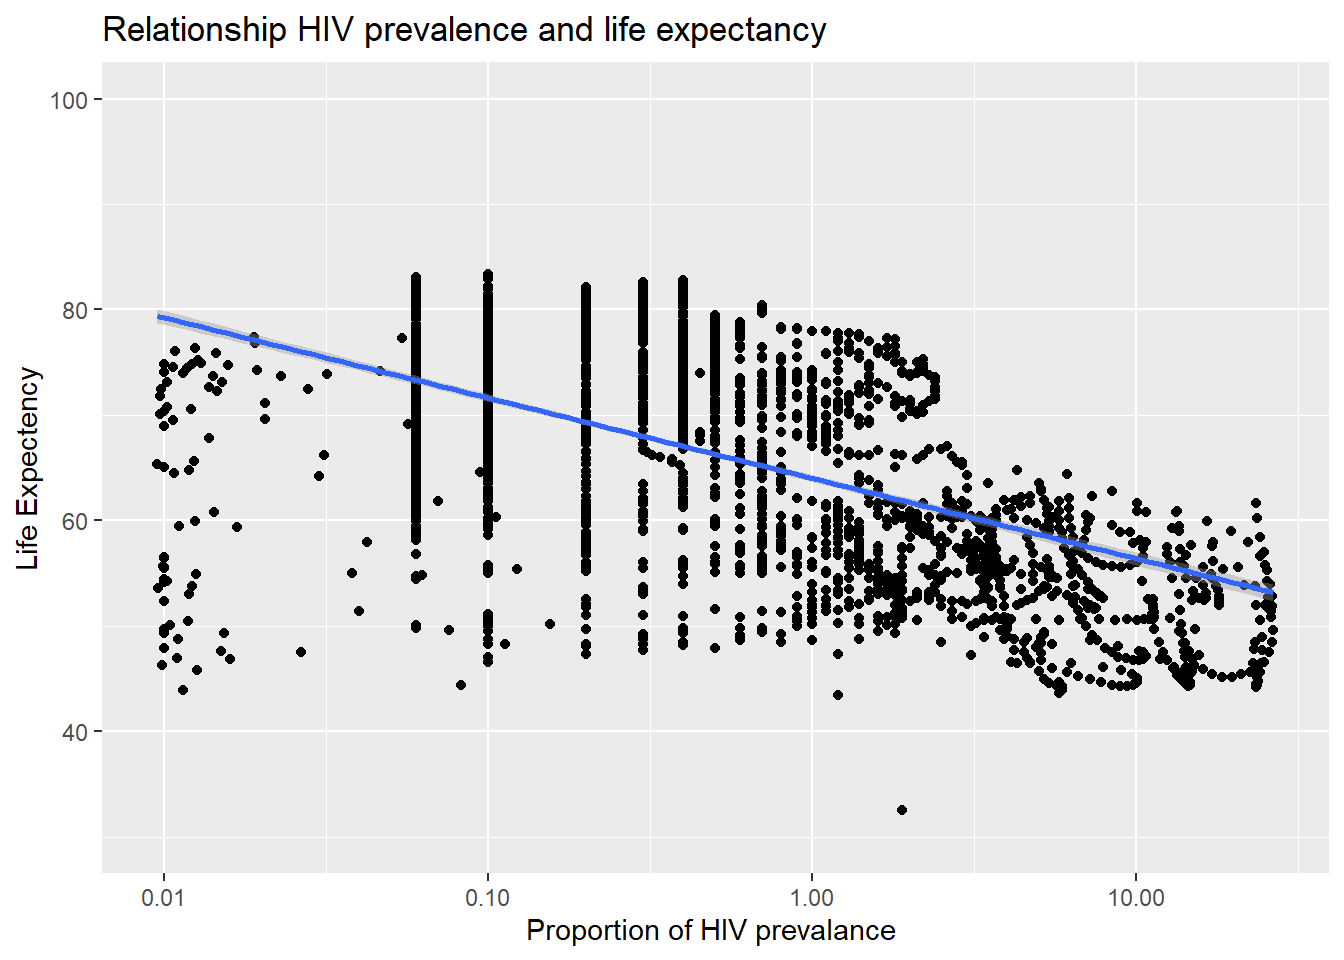 Relationship HIV prevalence and life expectancy
100
80
60
40
Life Expectency
0.01 0.10 1.00 10.00
Proportion of HIV prevalance